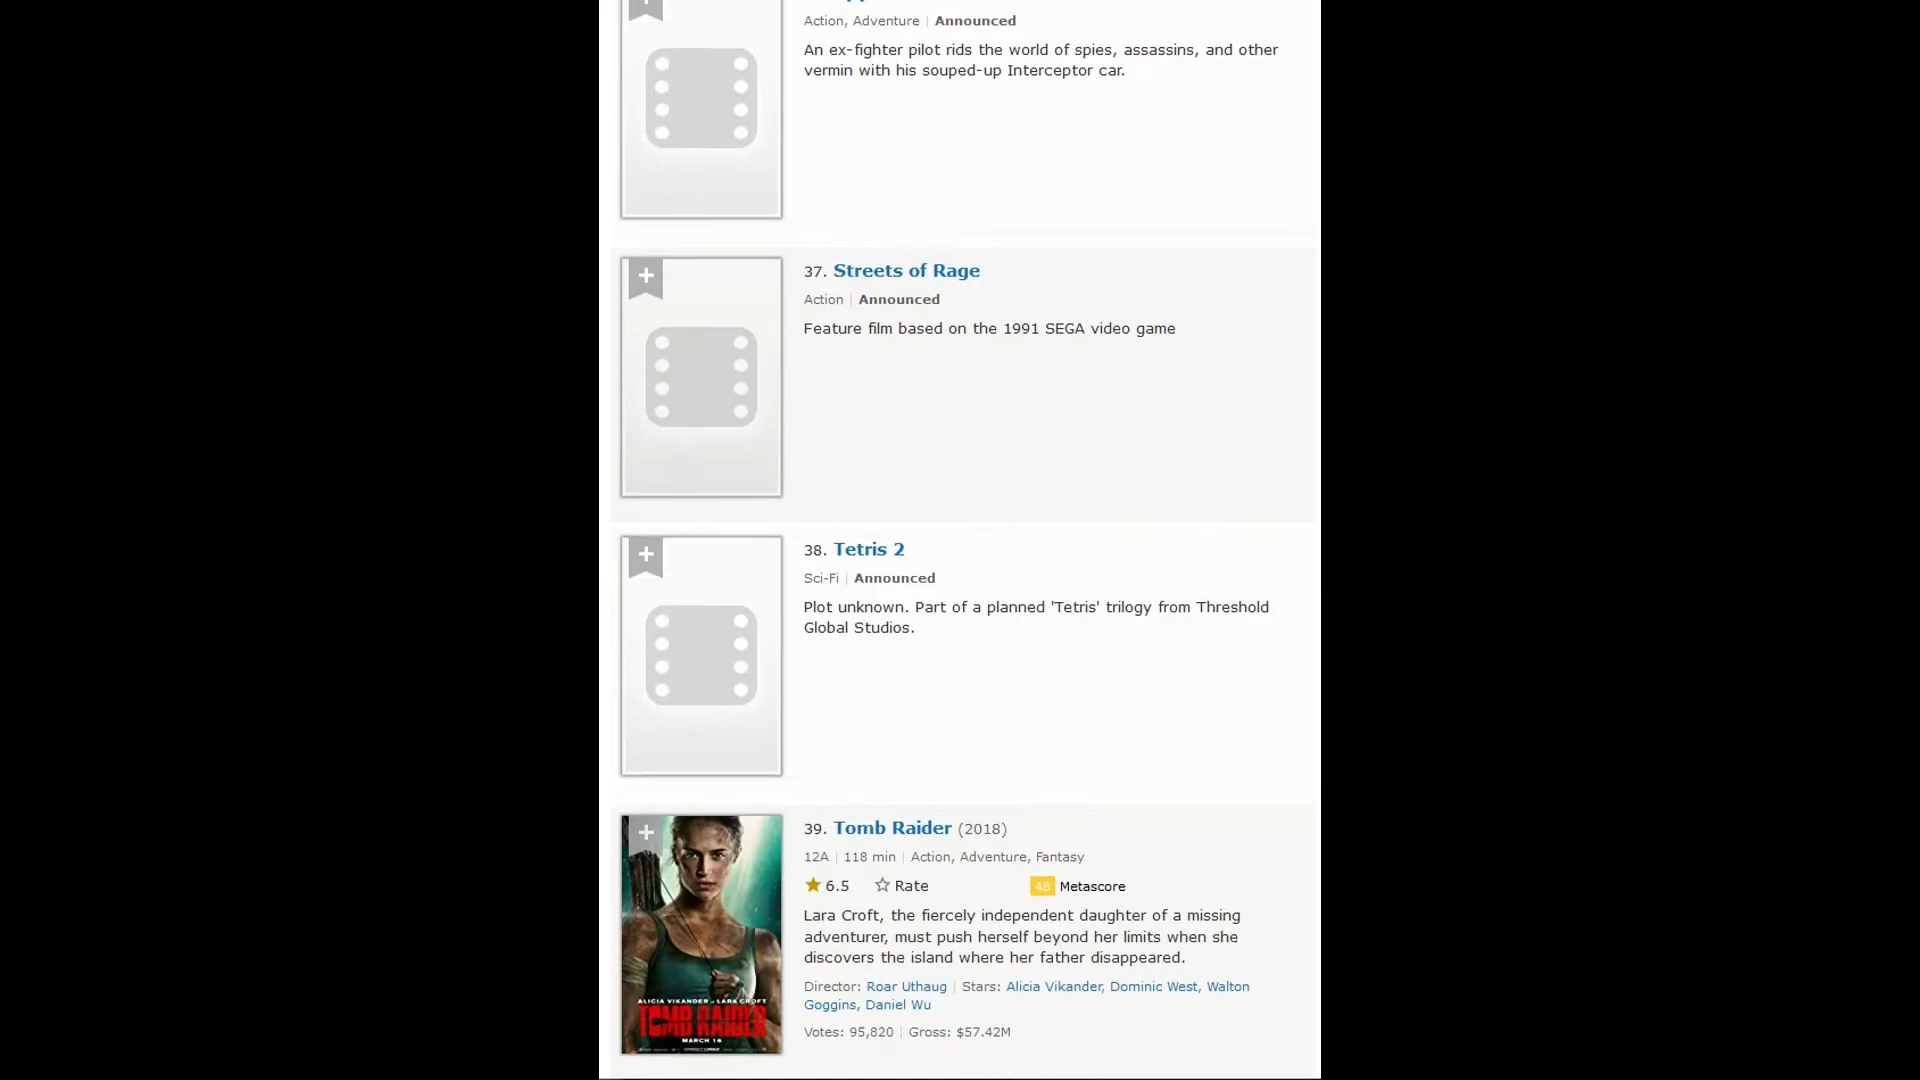 Action, Adventure | Announced
An ex-fighter pilot rids the world of spies, assassins, and other
vermin with his souped-up Interceptor car.
37. Streets of Rage
Action | Announced
Feature film based on the 1991 SEGA video game
38. Tetris 2
Sci-Fi | Announced
Plot unknown. Part of a planned 'Tetris' trilogy from Threshold
Global Studios.
39. Tomb Raider (2018)
12A | 118 min | Action, Adventure, Fantasy
6.5 Rate 48 Metascore
Lara Croft, the fiercely independent daughter of a missing
adventurer, must push herself beyond her limits when she
discovers the island where her father disappeared.
Director: Roar Uthaug | Stars: Alicia Vikander, Dominic West, Walton
Goggins, Daniel Wu
Votes: 95,820 | Gross: $57.42M
ALICIA VIKANDER LARA CROFT
TOMB RAIDER
MARCH 16